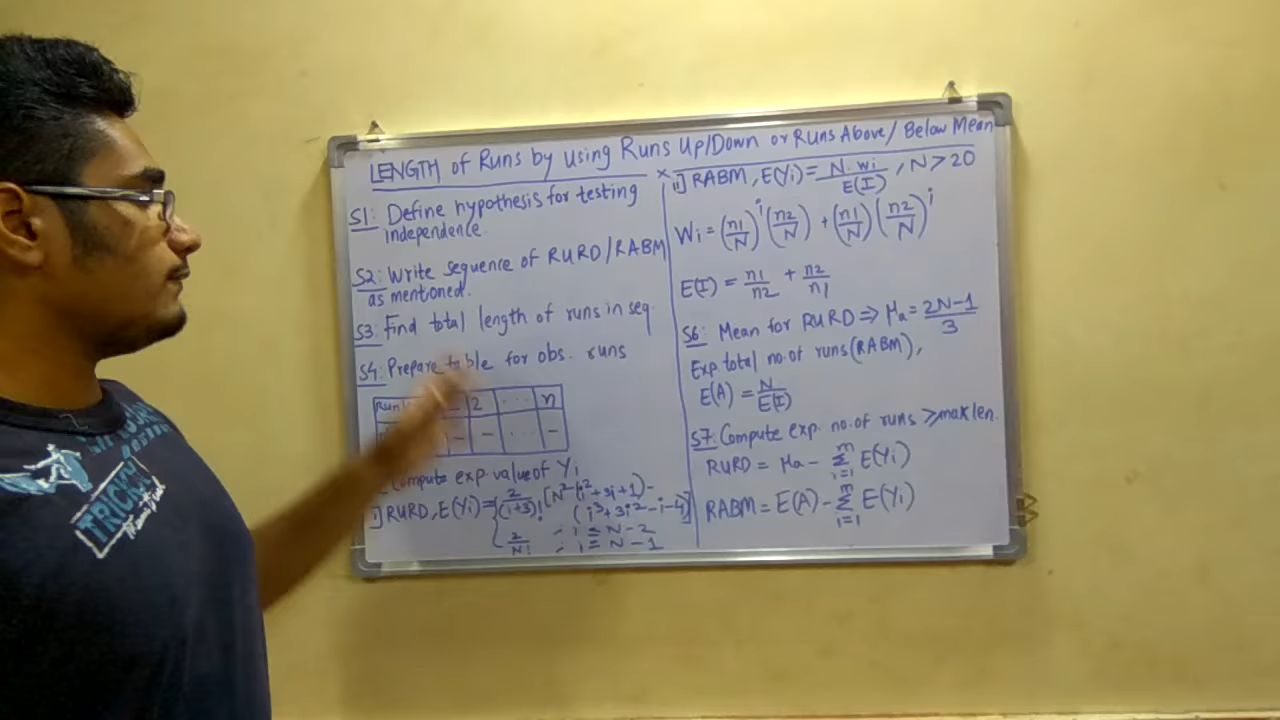 LENGTH of Runs by Using Runs Up/Down or Runs Above/Below Mean
S1: Define hypothesis for testing
independence.
S2: Write sequence of RURD/RABM
as mentioned.
S3: Find total length of runs in seq.
S4: Prepare table for obs. runs
Run 2 ... n
- - ... -
Compute exp. value of Yi
i] RURD, E(Yi) = { 2/(i+3)! [N(i²+3i+1)-
(i³+3i²-i-4)]
; i ≤ N-2
2/N! ; i = N-1
ii] RABM, E(Yi) = N.wi/E(I), N > 20
Wi = (n1/N)^i (n2/N) + (n1/N) (n2/N)^i
E(I) = n1/n2 + n2/n1
S6: Mean for RURD ⇒ μa = 2N-1/3
Exp. total no. of runs (RABM),
E(A) = N/E(I)
S7: Compute exp. no. of runs ≥ max len.
RURD = μa - Σ m i=1 E(Yi)
RABM = E(A) - Σ m i=1 E(Yi)
TRICK